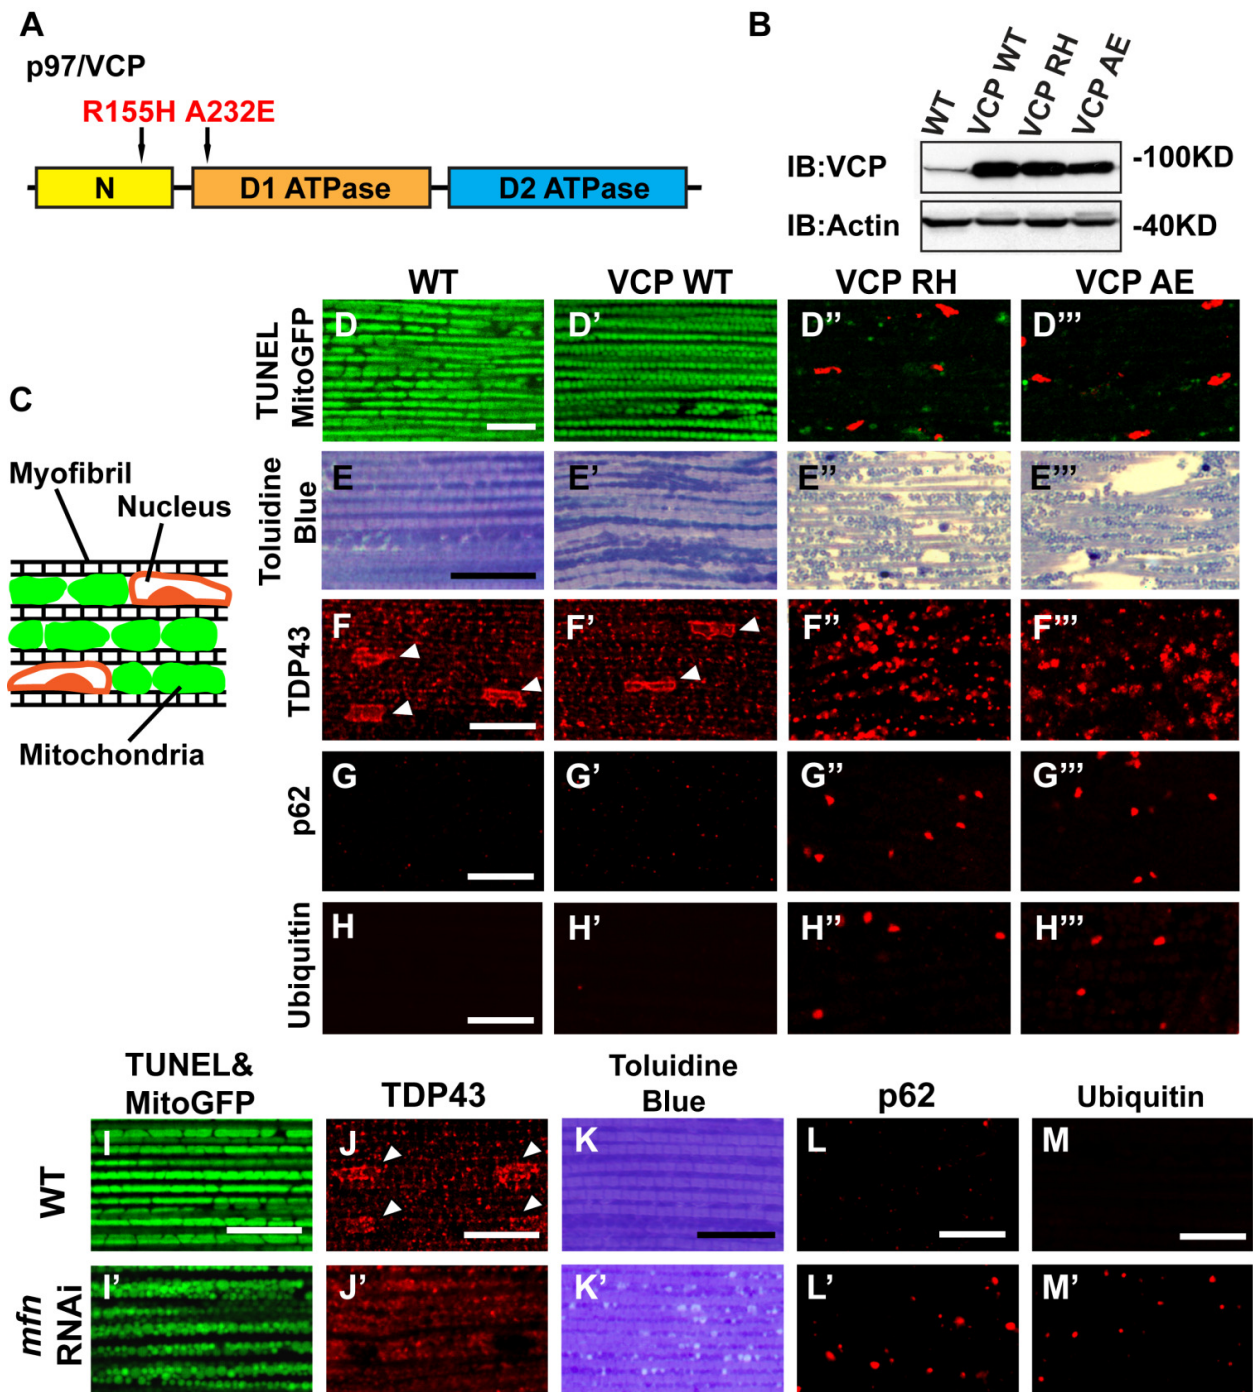 A
p97/VCP
R155H A232E
N
D1 ATPase
D2 ATPase
B
WT
VCP WT
VCP RH
VCP AE
IB:VCP
-100KD
IB:Actin
-40KD
C
Myofibril
Nucleus
Mitochondria
WT
VCP WT
VCP RH
VCP AE
TUNEL
MitoGFP
D
D’
D’’
D’’’
Toluidine
Blue
E
E’
E’’
E’’’
TDP43
F
F’
F’’
F’’’
p62
G
G’
G’’
G’’’
Ubiquitin
H
H’
H’’
H’’’
TUNEL&
MitoGFP
TDP43
Toluidine
Blue
p62
Ubiquitin
WT
I
J
K
L
M
mfn
RNAi
I’
J’
K’
L’
M’